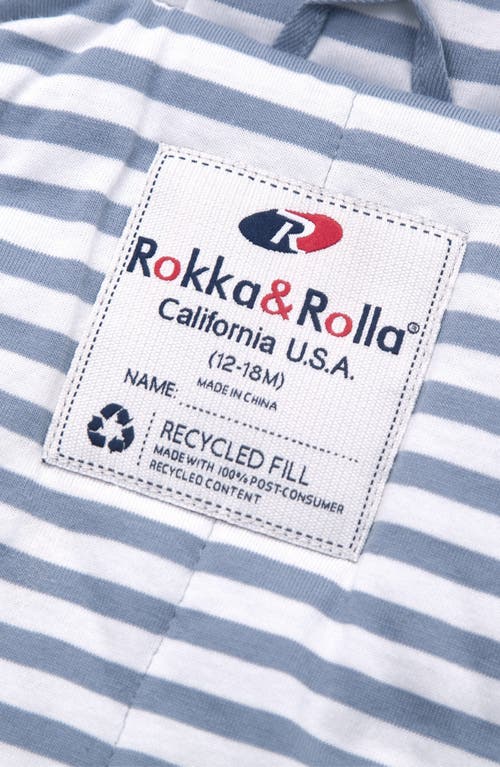 R
Rokka&Rolla®
California U.S.A.
(12-18M)
NAME:
MADE IN CHINA
RECYCLED FILL
MADE WITH 100% POST-CONSUMER
RECYCLED CONTENT